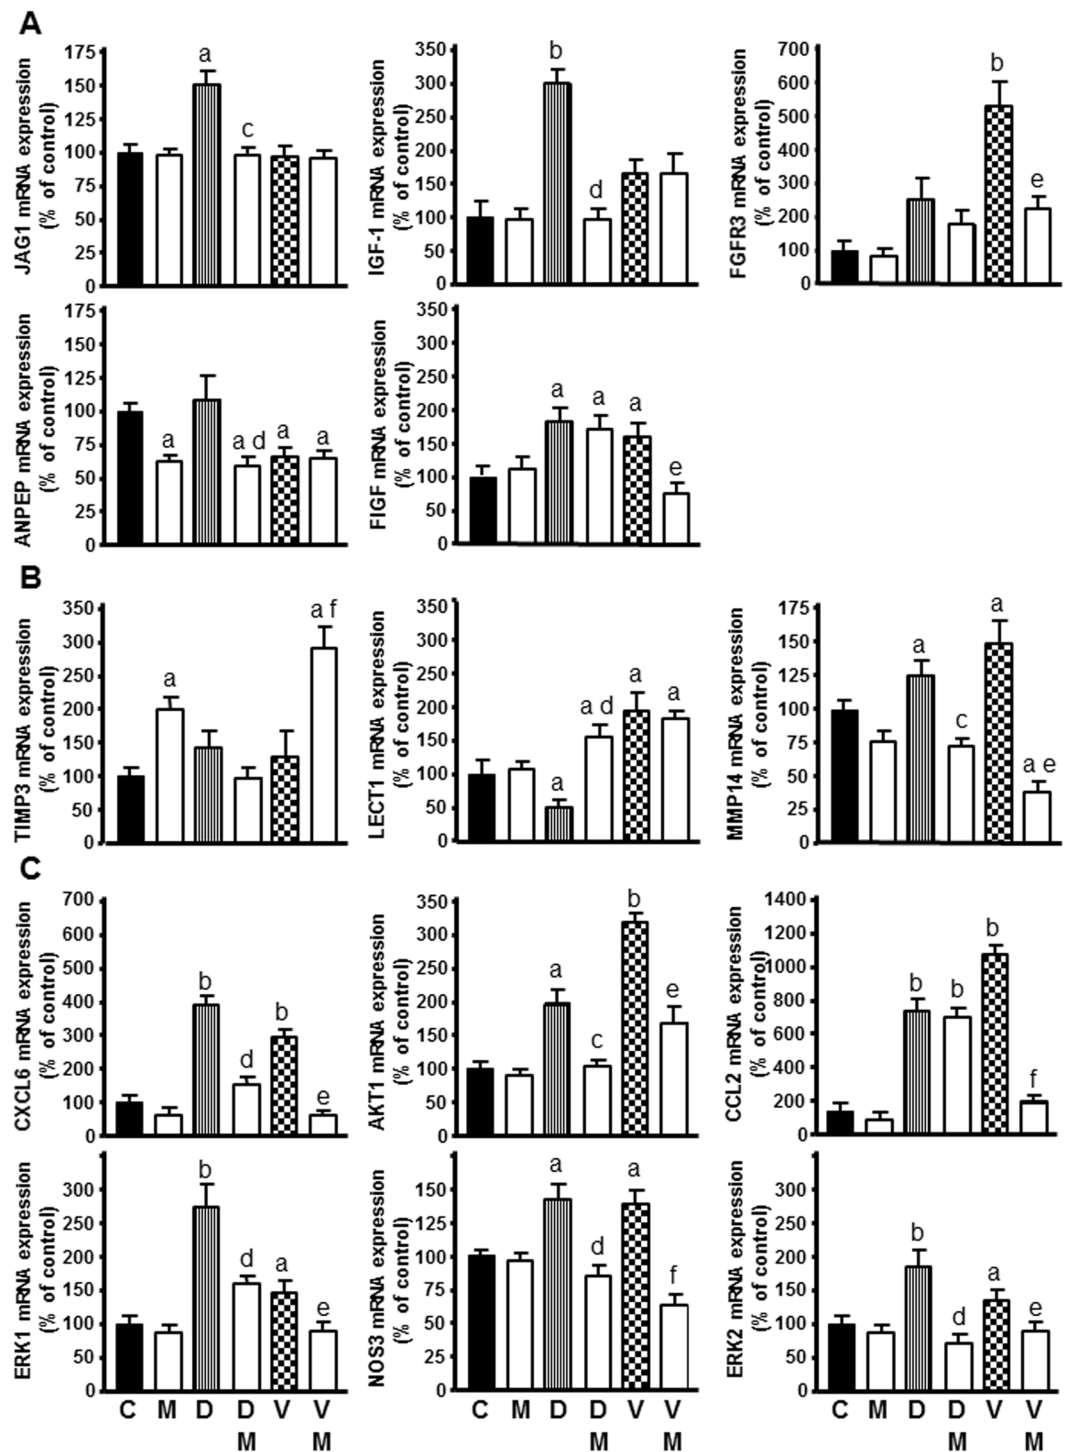 A
JAG1 mRNA expression
(% of control)
175
150
125
100
75
50
25
0
a
c
IGF-1 mRNA expression
(% of control)
350
300
250
200
150
100
50
0
b
d
FGFR3 mRNA expression
(% of control)
700
600
500
400
300
200
100
0
b
e
ANPEP mRNA expression
(% of control)
175
150
125
100
75
50
25
0
a
a d
a
a
FIGF mRNA expression
(% of control)
350
300
250
200
150
100
50
0
a
a
a
e
B
TIMP3 mRNA expression
(% of control)
350
300
250
200
150
100
50
0
a
a f
LECT1 mRNA expression
(% of control)
350
300
250
200
150
100
50
0
a
a d
a
a
MMP14 mRNA expression
(% of control)
175
150
125
100
75
50
25
0
a
c
a
a e
C
CXCL6 mRNA expression
(% of control)
700
600
500
400
300
200
100
0
b
d
b
e
AKT1 mRNA expression
(% of control)
350
300
250
200
150
100
50
0
a
c
b
e
CCL2 mRNA expression
(% of control)
1400
1200
1000
800
600
400
200
0
b
b
b
f
ERK1 mRNA expression
(% of control)
300
250
200
150
100
50
0
b
d
a
e
C M D D V V
M M
NOS3 mRNA expression
(% of control)
150
125
100
75
50
25
0
a
d
a
f
C M D D V V
M M
ERK2 mRNA expression
(% of control)
300
250
200
150
100
50
0
b
d
a
e
C M D D V V
M M